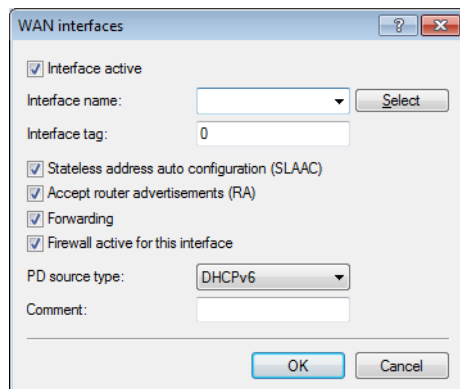 WAN interfaces
Interface active
Interface name: Select
Interface tag: 0
Stateless address auto configuration (SLAAC)
Accept router advertisements (RA)
Forwarding
Firewall active for this interface
PD source type: DHCPv6
Comment:
OK Cancel